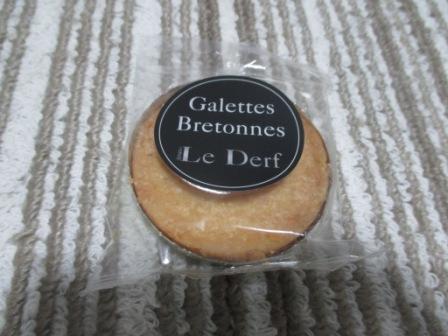 Galettes
Bretonnes
Le Derf